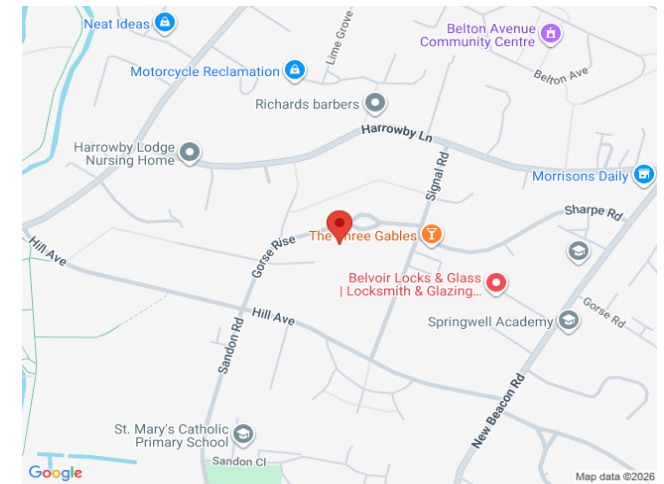 Neat Ideas
Lime Grove
Belton Avenue
Community Centre
Motorcycle Reclamation
Belton Ave
Richards barbers
Harrowby Ln
Harrowby Lodge
Nursing Home
Signal Rd
Morrisons Daily
Sharpe Rd
The Three Gables
Hill Ave
Gorse Rise
Belvoir Locks & Glass
| Locksmith & Glazing...
Gorse Rd
Hill Ave
Springwell Academy
Sandon Rd
New Beacon Rd
St. Mary's Catholic
Primary School
Sandon Cl
Google
Map data ©2026